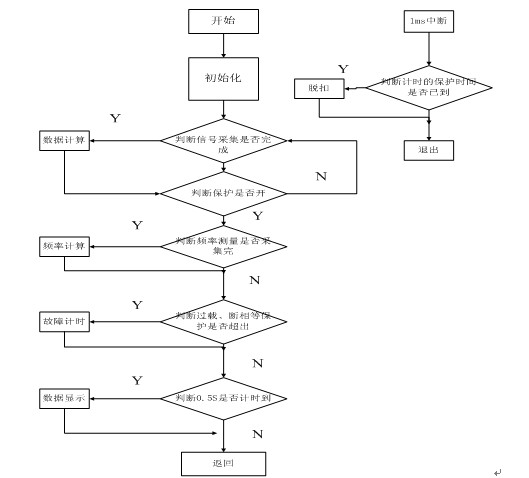 开始
初始化
Y
判断信号采集是否完
成
数据计算
判断保护是否开
N
Y
Y
判断频率测量是否采
集完
频率计算
N
Y
判断过载、断相等保
护是否超出
故障计时
N
Y
判断0.5S是否计时到
数据显示
N
返回
1ms中断
Y
判断计时的保护时间
是否已到
脱扣
退出